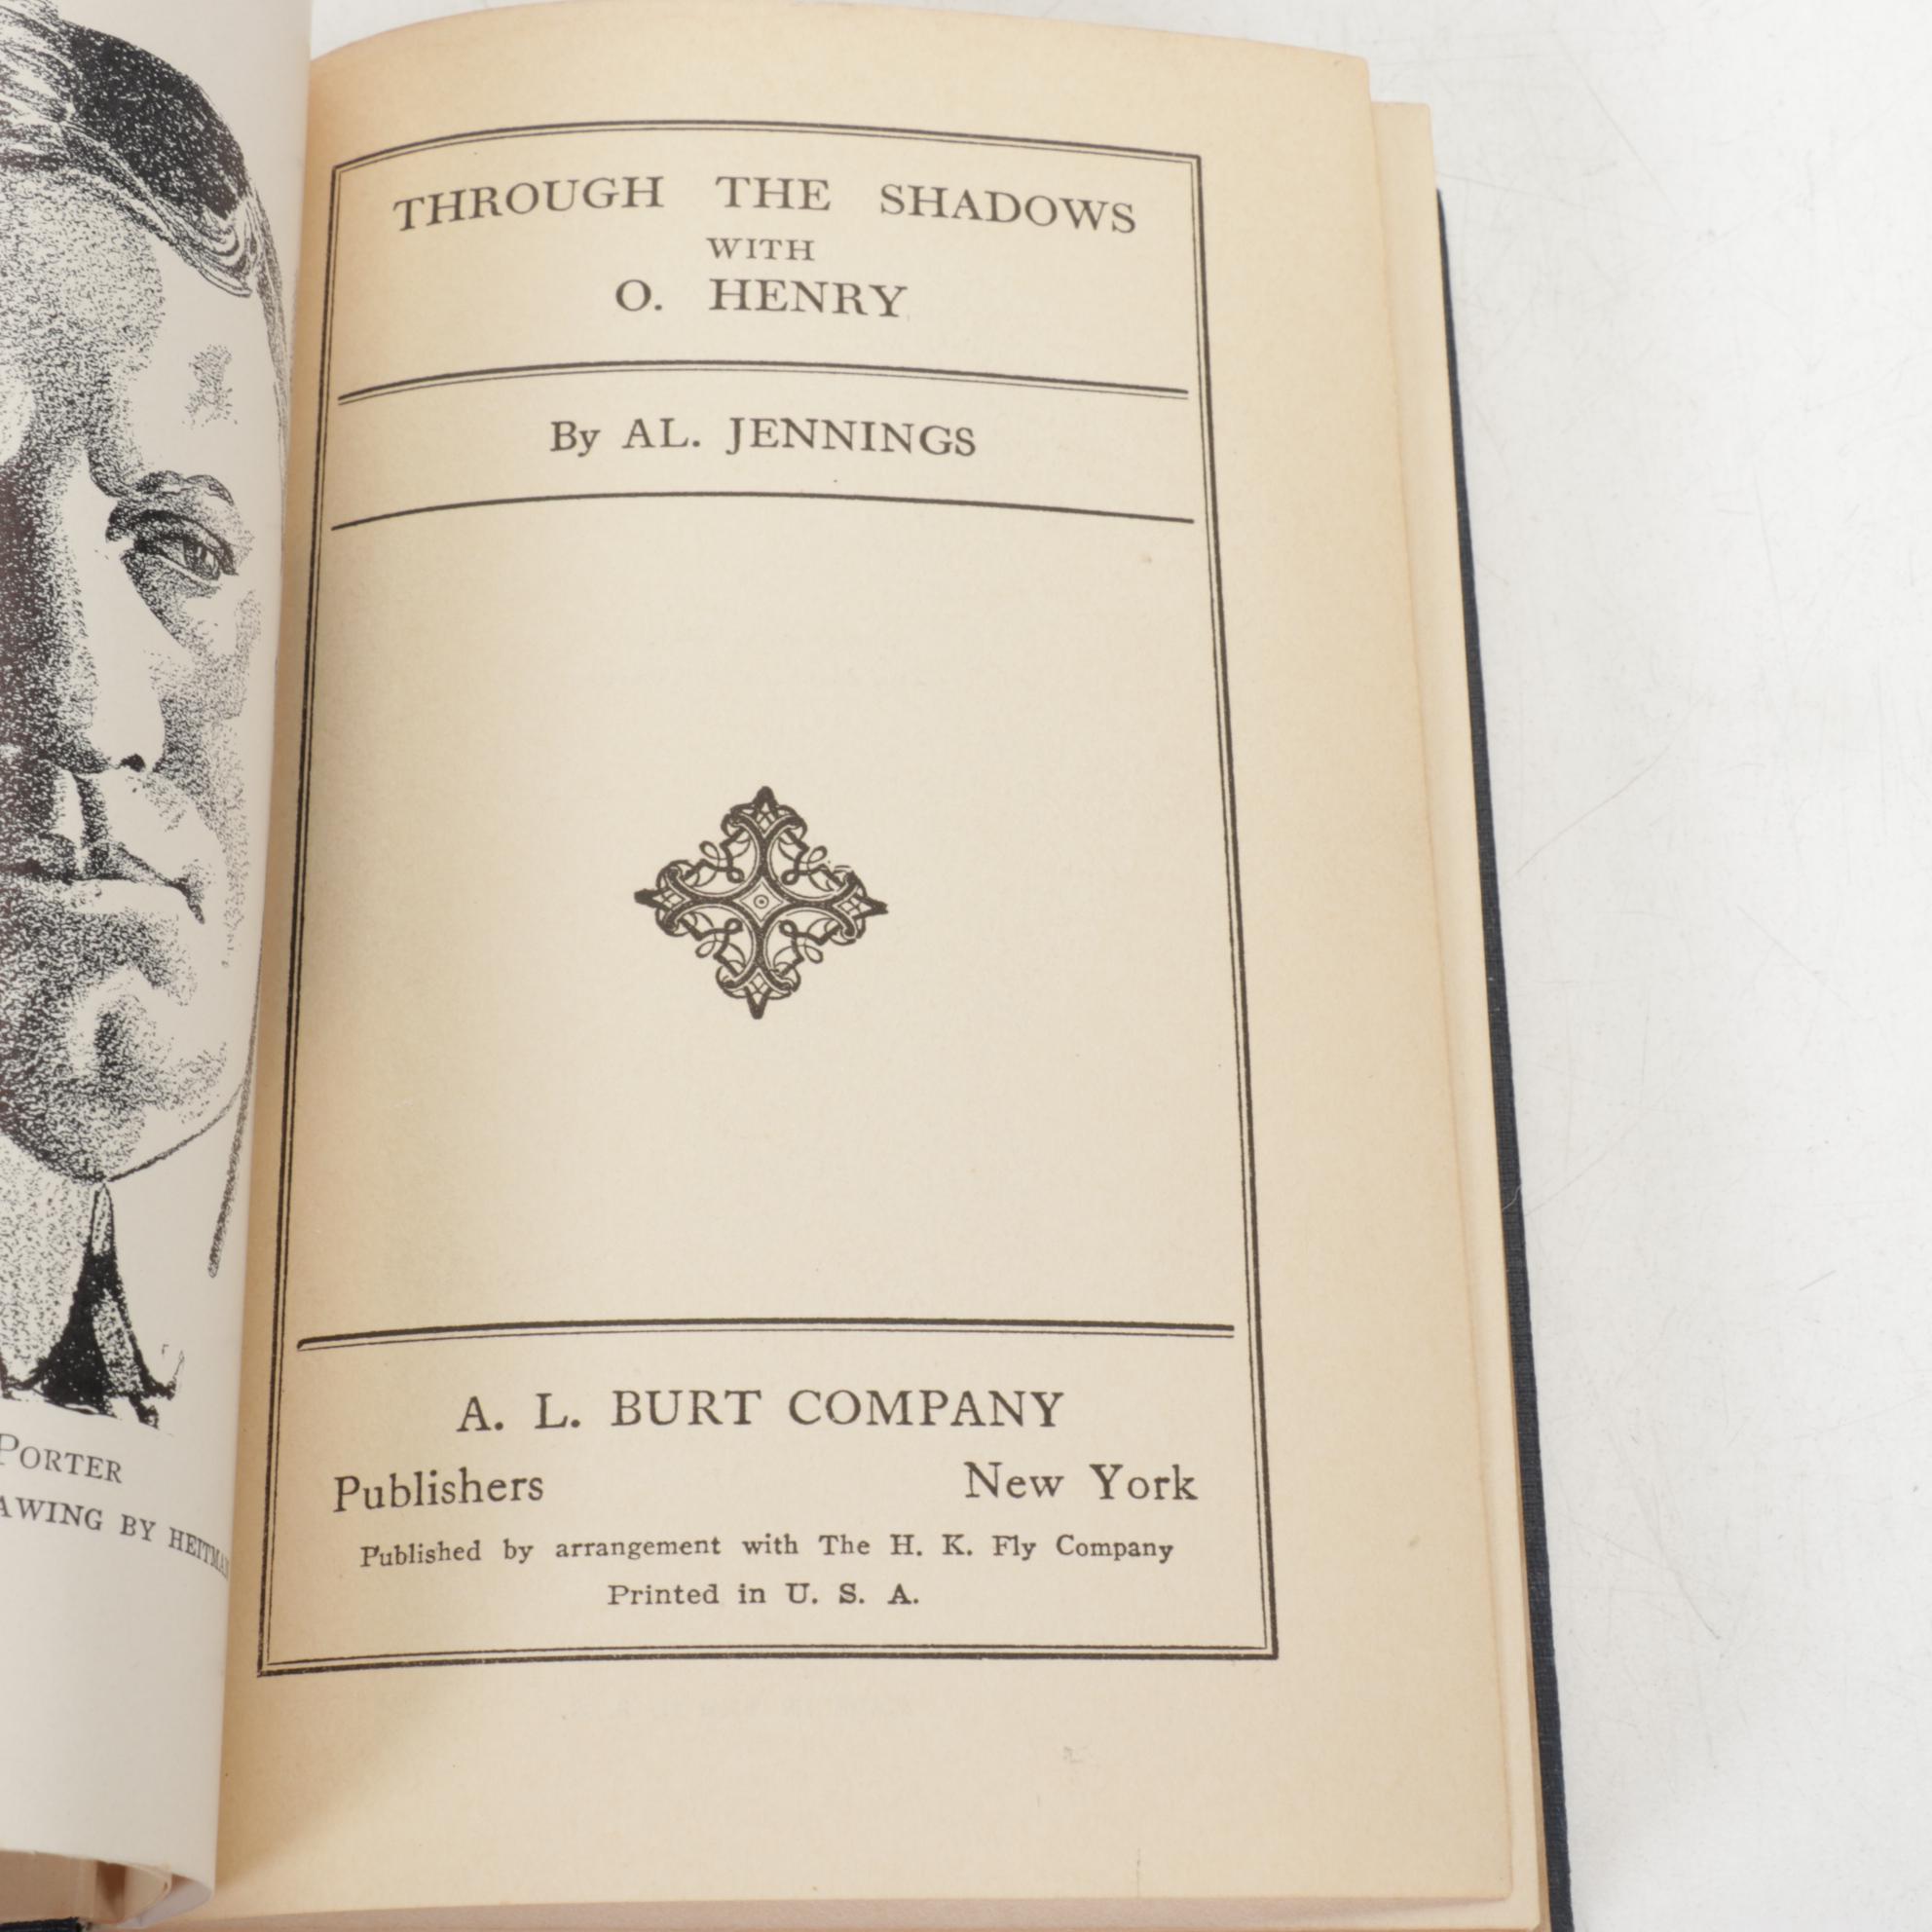 PORTER
AWING BY HEITMAN
THROUGH THE SHADOWS
WITH
O. HENRY
By AL. JENNINGS
A. L. BURT COMPANY
Publishers New York
Published by arrangement with The H. K. Fly Company
Printed in U. S. A.